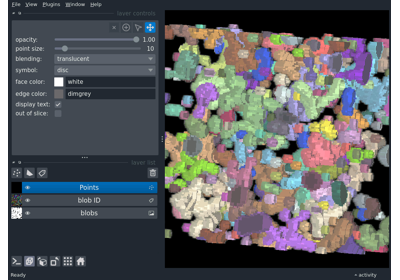 File View Plugins Window Help
layer controls
opacity: 1.00
point size: 10
blending: translucent
symbol: disc
face color: white
edge color: dimgrey
display text:
out of slice:
layer list
Points
blob ID
blobs
Ready
activity